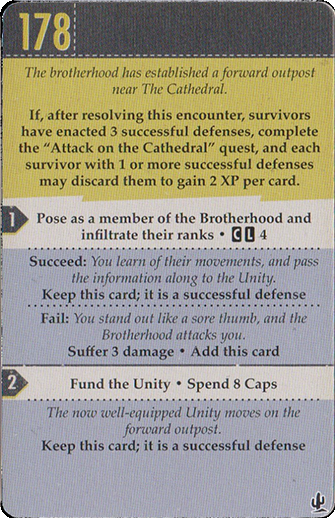 178
The brotherhood has established a forward outpost
near The Cathedral.
If, after resolving this encounter, survivors
have enacted 3 successful defenses, complete
the “Attack on the Cathedral” quest, and each
survivor with 1 or more successful defenses
may discard them to gain 2 XP per card.
1
Pose as a member of the Brotherhood and
infiltrate their ranks • C L 4
Succeed: You learn of their movements, and pass
the information along to the Unity.
Keep this card; it is a successful defense
Fail: You stand out like a sore thumb, and the
Brotherhood attacks you.
Suffer 3 damage • Add this card
2
Fund the Unity • Spend 8 Caps
The now well-equipped Unity moves on the
forward outpost.
Keep this card; it is a successful defense